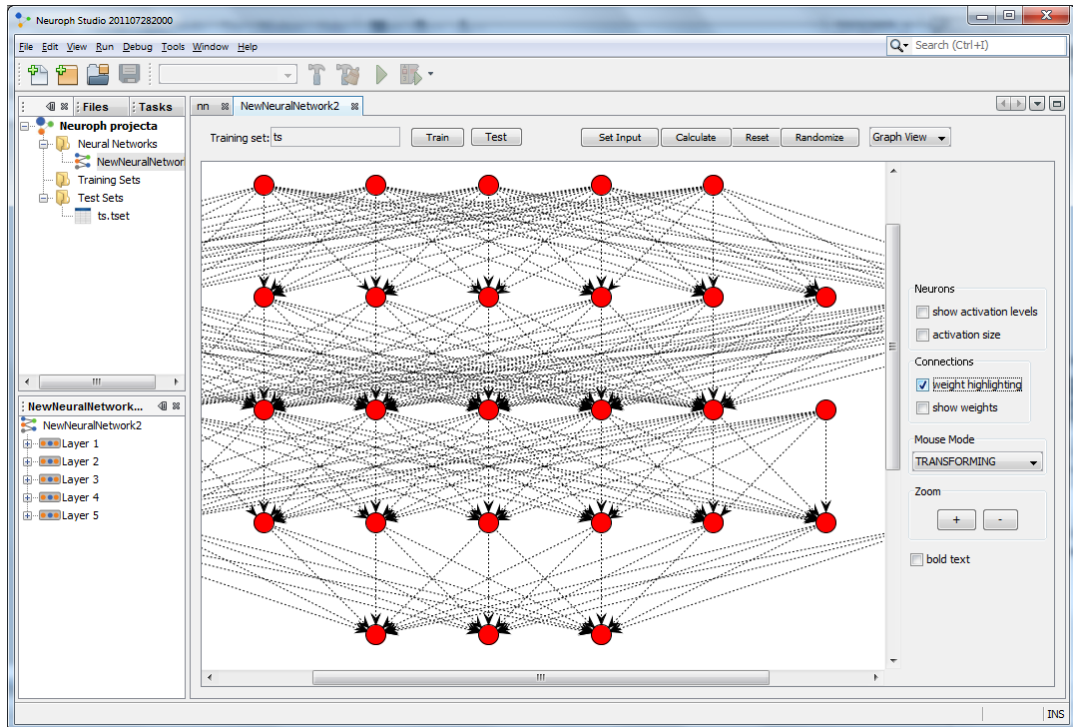 Neuroph Studio 201107282000
File Edit View Run Debug Tools Window Help
Search (Ctrl+I)
Files Tasks
nn NewNeuralNetwork2
Neuroph projecta
Neural Networks
NewNeuralNetwor
Training Sets
Test Sets
ts.tset
Training set: ts Train Test Set Input Calculate Reset Randomize Graph View
Neurons
show activation levels
activation size
Connections
weight highlighting
show weights
Mouse Mode
TRANSFORMING
Zoom
+ -
bold text
NewNeuralNetwork...
NewNeuralNetwork2
Layer 1
Layer 2
Layer 3
Layer 4
Layer 5
INS